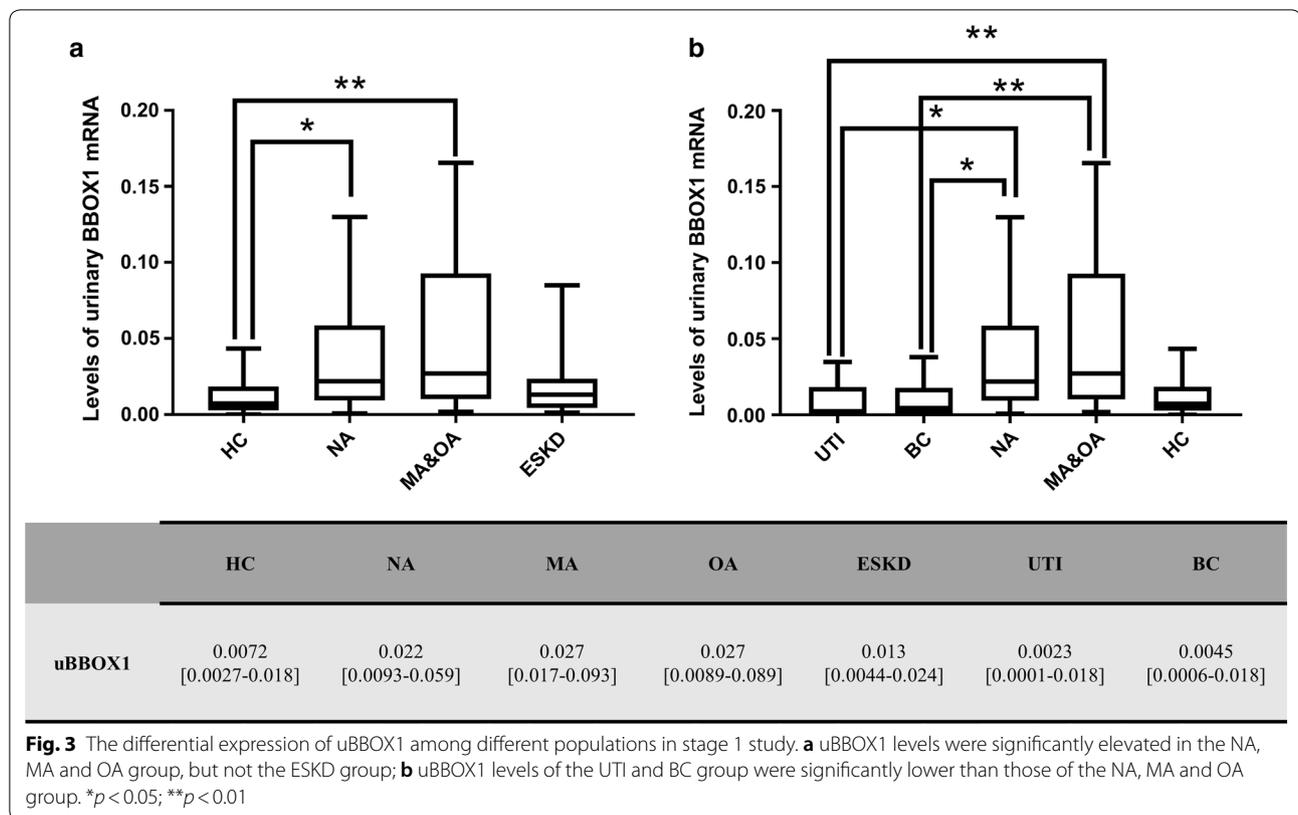 a
**
*
Levels of urinary BBOX1 mRNA
0.20
0.15
0.10
0.05
0.00
HC
NA
MA&OA
ESKD
b
**
**
*
*
Levels of urinary BBOX1 mRNA
0.20
0.15
0.10
0.05
0.00
UTI
BC
NA
MA&OA
HC
HC NA MA OA ESKD UTI BC
uBBOX1
0.0072 0.022 0.027 0.027 0.013 0.0023 0.0045
[0.0027-0.018] [0.0093-0.059] [0.017-0.093] [0.0089-0.089] [0.0044-0.024] [0.0001-0.018] [0.0006-0.018]
Fig. 3 The differential expression of uBBOX1 among different populations in stage 1 study. a uBBOX1 levels were significantly elevated in the NA,
MA and OA group, but not the ESKD group; b uBBOX1 levels of the UTI and BC group were significantly lower than those of the NA, MA and OA
group. *p < 0.05; **p < 0.01